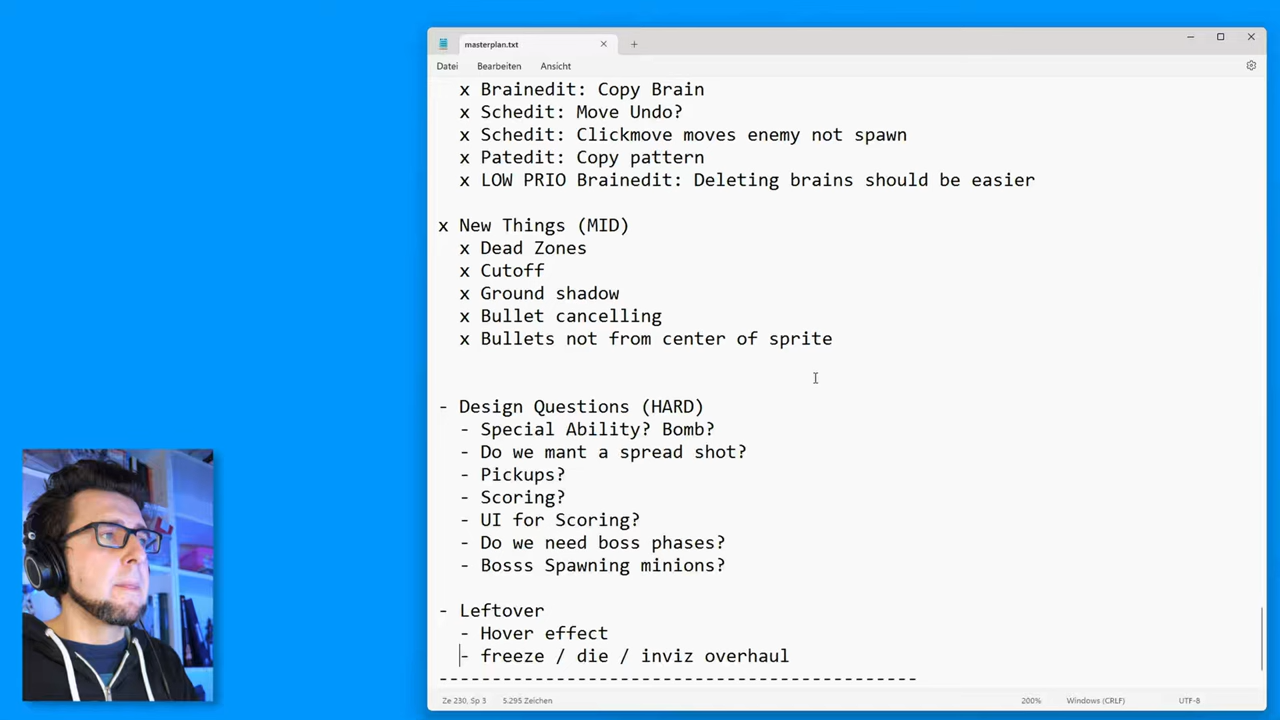 masterplan.txt
Datei Bearbeiten Ansicht
x Brainedit: Copy Brain
x Schedit: Move Undo?
x Schedit: Clickmove moves enemy not spawn
x Patedit: Copy pattern
x LOW PRIO Brainedit: Deleting brains should be easier
x New Things (MID)
x Dead Zones
x Cutoff
x Ground shadow
x Bullet cancelling
x Bullets not from center of sprite
- Design Questions (HARD)
- Special Ability? Bomb?
- Do we want a spread shot?
- Pickups?
- Scoring?
- UI for Scoring?
- Do we need boss phases?
- Bosss Spawning minions?
- Leftover
- Hover effect
- freeze / die / inviz overhaul
-------------------------------------------
Ze 230, Sp 3 5.295 Zeichen 200% Windows (CRLF) UTF-8